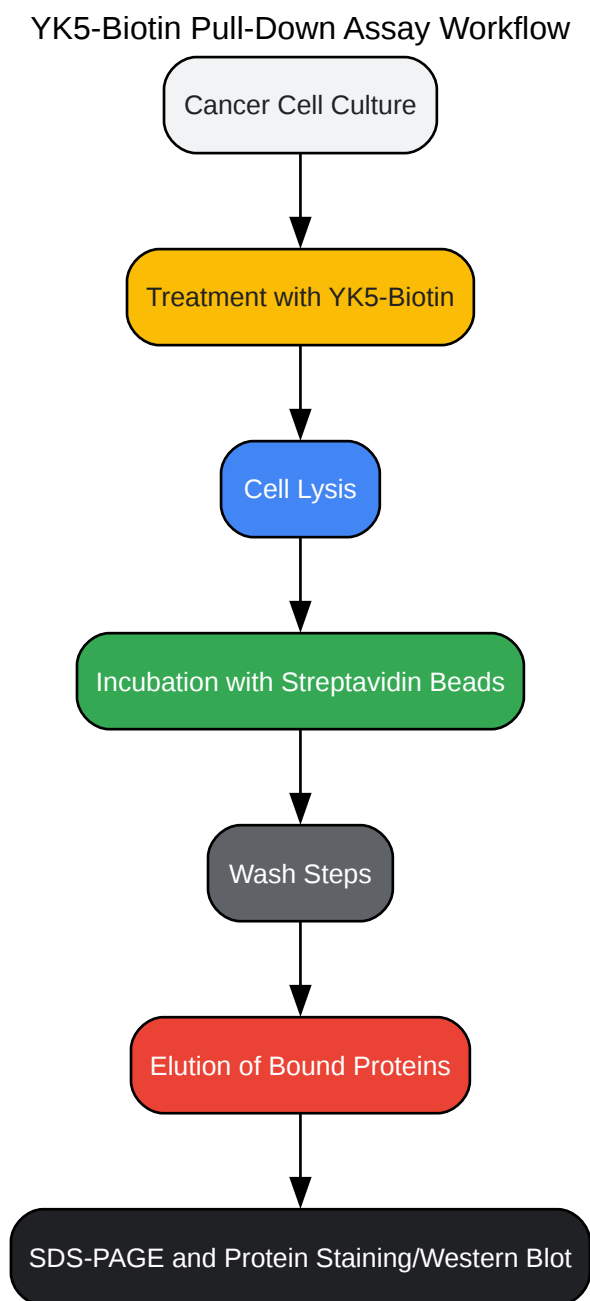 YK5-Biotin Pull-Down Assay Workflow
Cancer Cell Culture
Treatment with YK5-Biotin
Cell Lysis
Incubation with Streptavidin Beads
Wash Steps
Elution of Bound Proteins
SDS-PAGE and Protein Staining/Western Blot